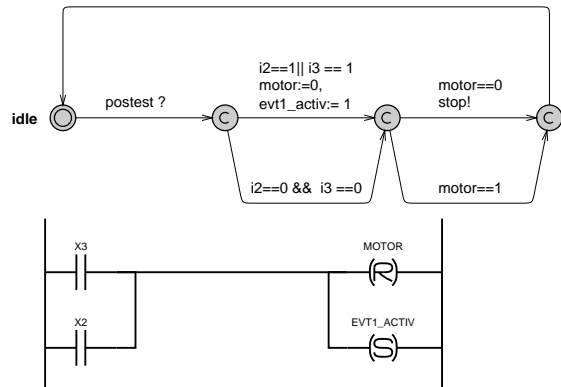 i2==1|| i3 == 1
motor:=0,
evt1_activ:= 1
motor==0
stop!
postest ?
idle
C
C
C
i2==0 && i3 ==0
motor==1
X3
MOTOR
R
X2
EVT1_ACTIV
S